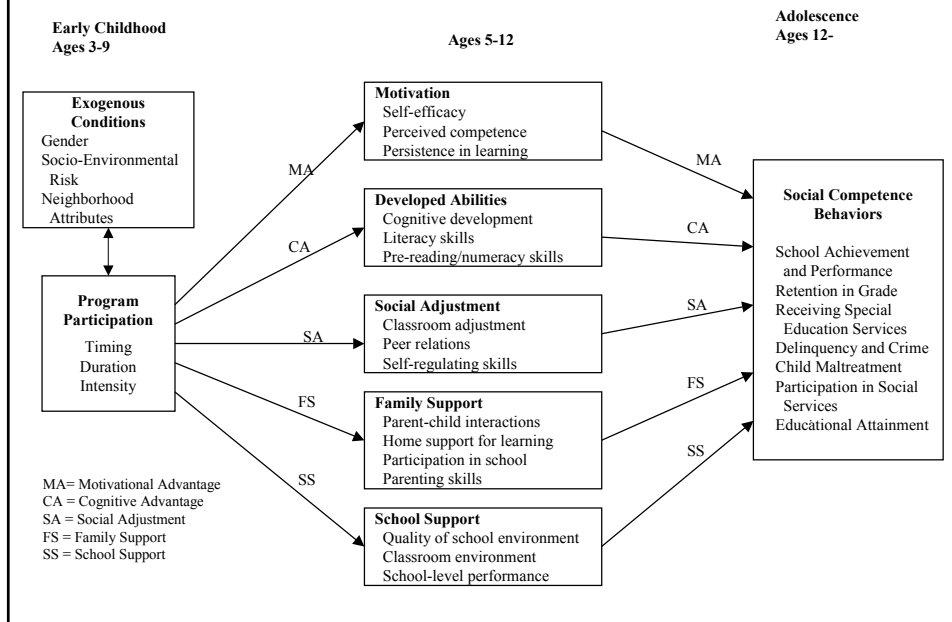 Early Childhood
Ages 3-9
Ages 5-12
Adolescence
Ages 12-
Exogenous
Conditions
Gender
Socio-Environmental
Risk
Neighborhood
Attributes
Program
Participation
Timing
Duration
Intensity
MA= Motivational Advantage
CA = Cognitive Advantage
SA = Social Adjustment
FS = Family Support
SS = School Support
MA
CA
SA
FS
SS
Motivation
Self-efficacy
Perceived competence
Persistence in learning
Developed Abilities
Cognitive development
Literacy skills
Pre-reading/numeracy skills
Social Adjustment
Classroom adjustment
Peer relations
Self-regulating skills
Family Support
Parent-child interactions
Home support for learning
Participation in school
Parenting skills
School Support
Quality of school environment
Classroom environment
School-level performance
MA
CA
SA
FS
SS
Social Competence
Behaviors
School Achievement
and Performance
Retention in Grade
Receiving Special
Education Services
Delinquency and Crime
Child Maltreatment
Participation in Social
Services
Educational Attainment